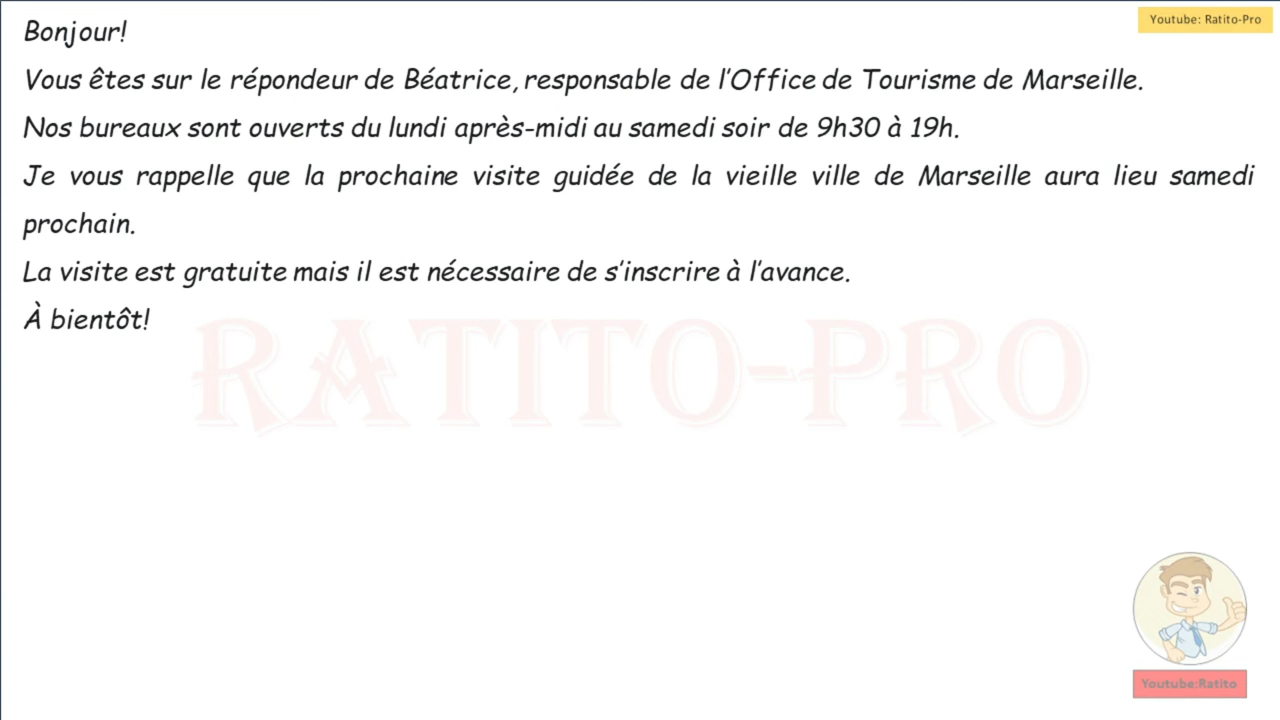 Youtube: Ratito-Pro
Bonjour!
Vous êtes sur le répondeur de Béatrice, responsable de l'Office de Tourisme de Marseille.
Nos bureaux sont ouverts du lundi après-midi au samedi soir de 9h30 à 19h.
Je vous rappelle que la prochaine visite guidée de la vieille ville de Marseille aura lieu samedi
prochain.
La visite est gratuite mais il est nécessaire de s'inscrire à l'avance.
À bientôt!
RATITO-PRO
Youtube:Ratito